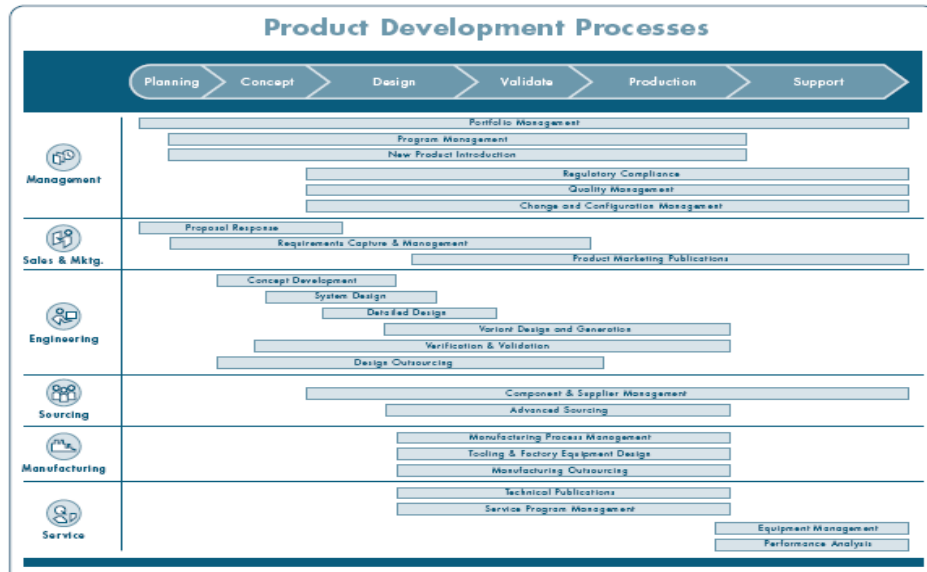 Product Development Processes
Planning
Concept
Design
Validate
Production
Support
Management
Portfolio Management
Program Management
New Product Introduction
Regulatory Compliance
Quality Management
Change and Configuration Management
Sales & Mktg.
Proposal Response
Requirements Capture & Management
Product Marketing Publications
Engineering
Concept Development
System Design
Detailed Design
Variant Design and Generation
Verification & Validation
Design Outsourcing
Sourcing
Component & Supplier Management
Advanced Sourcing
Manufacturing
Manufacturing Process Management
Tooling & Factory Equipment Design
Manufacturing Outsourcing
Service
Technical Publications
Service Program Management
Equipment Management
Performance Analysis